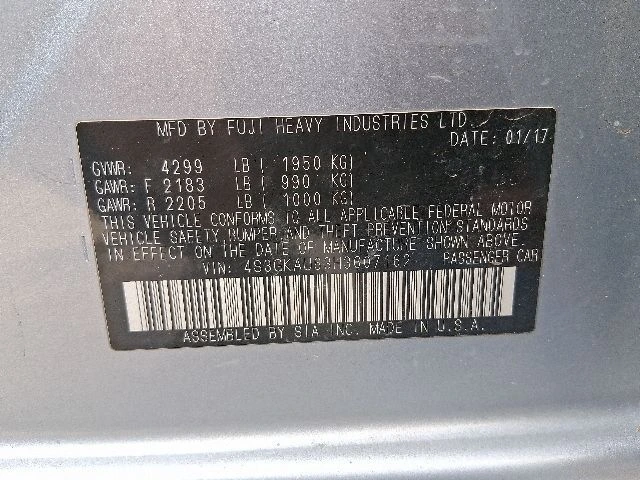 MFD BY FUJI HEAVY INDUSTRIES LTD.
DATE: 01/17
GVWR: 4299 LB ( 1950 KG)
GAWR: F 2183 LB ( 990 KG)
GAWR: R 2205 LB ( 1000 KG)
THIS VEHICLE CONFORMS TO ALL APPLICABLE FEDERAL MOTOR
VEHICLE SAFETY, BUMPER AND THEFT PREVENTION STANDARDS
IN EFFECT ON THE DATE OF MANUFACTURE SHOWN ABOVE.
VIN: PASSENGER CAR
ASSEMBLED BY SIA INC. MADE IN U.S.A.